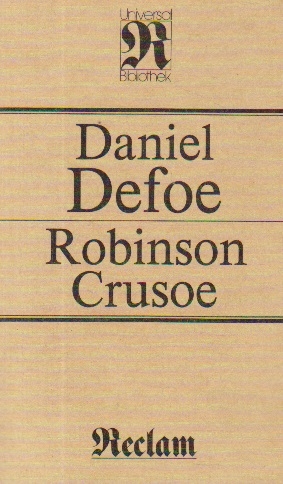 Universal
R
Bibliothek
Daniel
Defoe
Robinson
Crusoe
Reclam